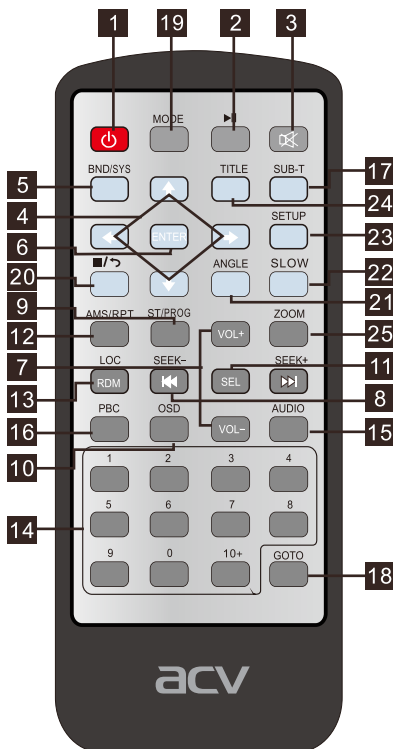 1 19 2 3
MODE
BND/SYS TITLE SUB-T
5 17
4 24
SETUP
6 ENTER 23
20 ANGLE SLOW 22
9 21
AMS/RPT ST/PROG ZOOM
12 VOL+ 25
LOC SEEK– SEEK+
7 11
13 RDM SEL 8
PBC OSD AUDIO
16 VOL– 15
10
1 2 3 4
5 6 7 8
14
9 0 10+ GOTO
18
acv